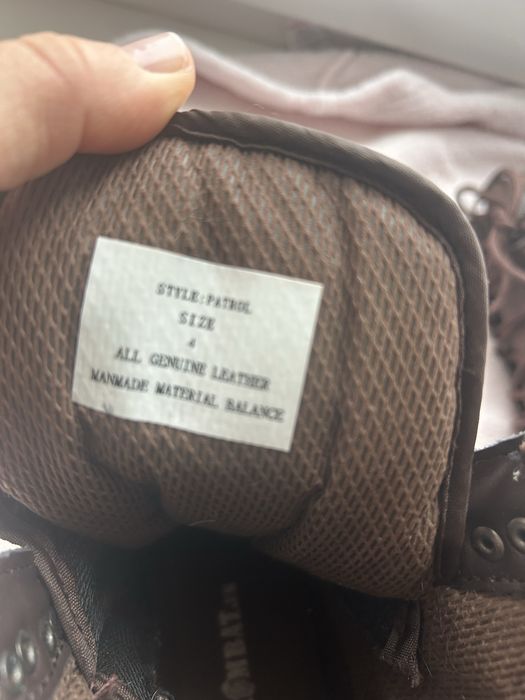 STYLE:PATROL
SIZE
4
ALL GENUINE LEATHER
MANMADE MATERIAL BALANCE